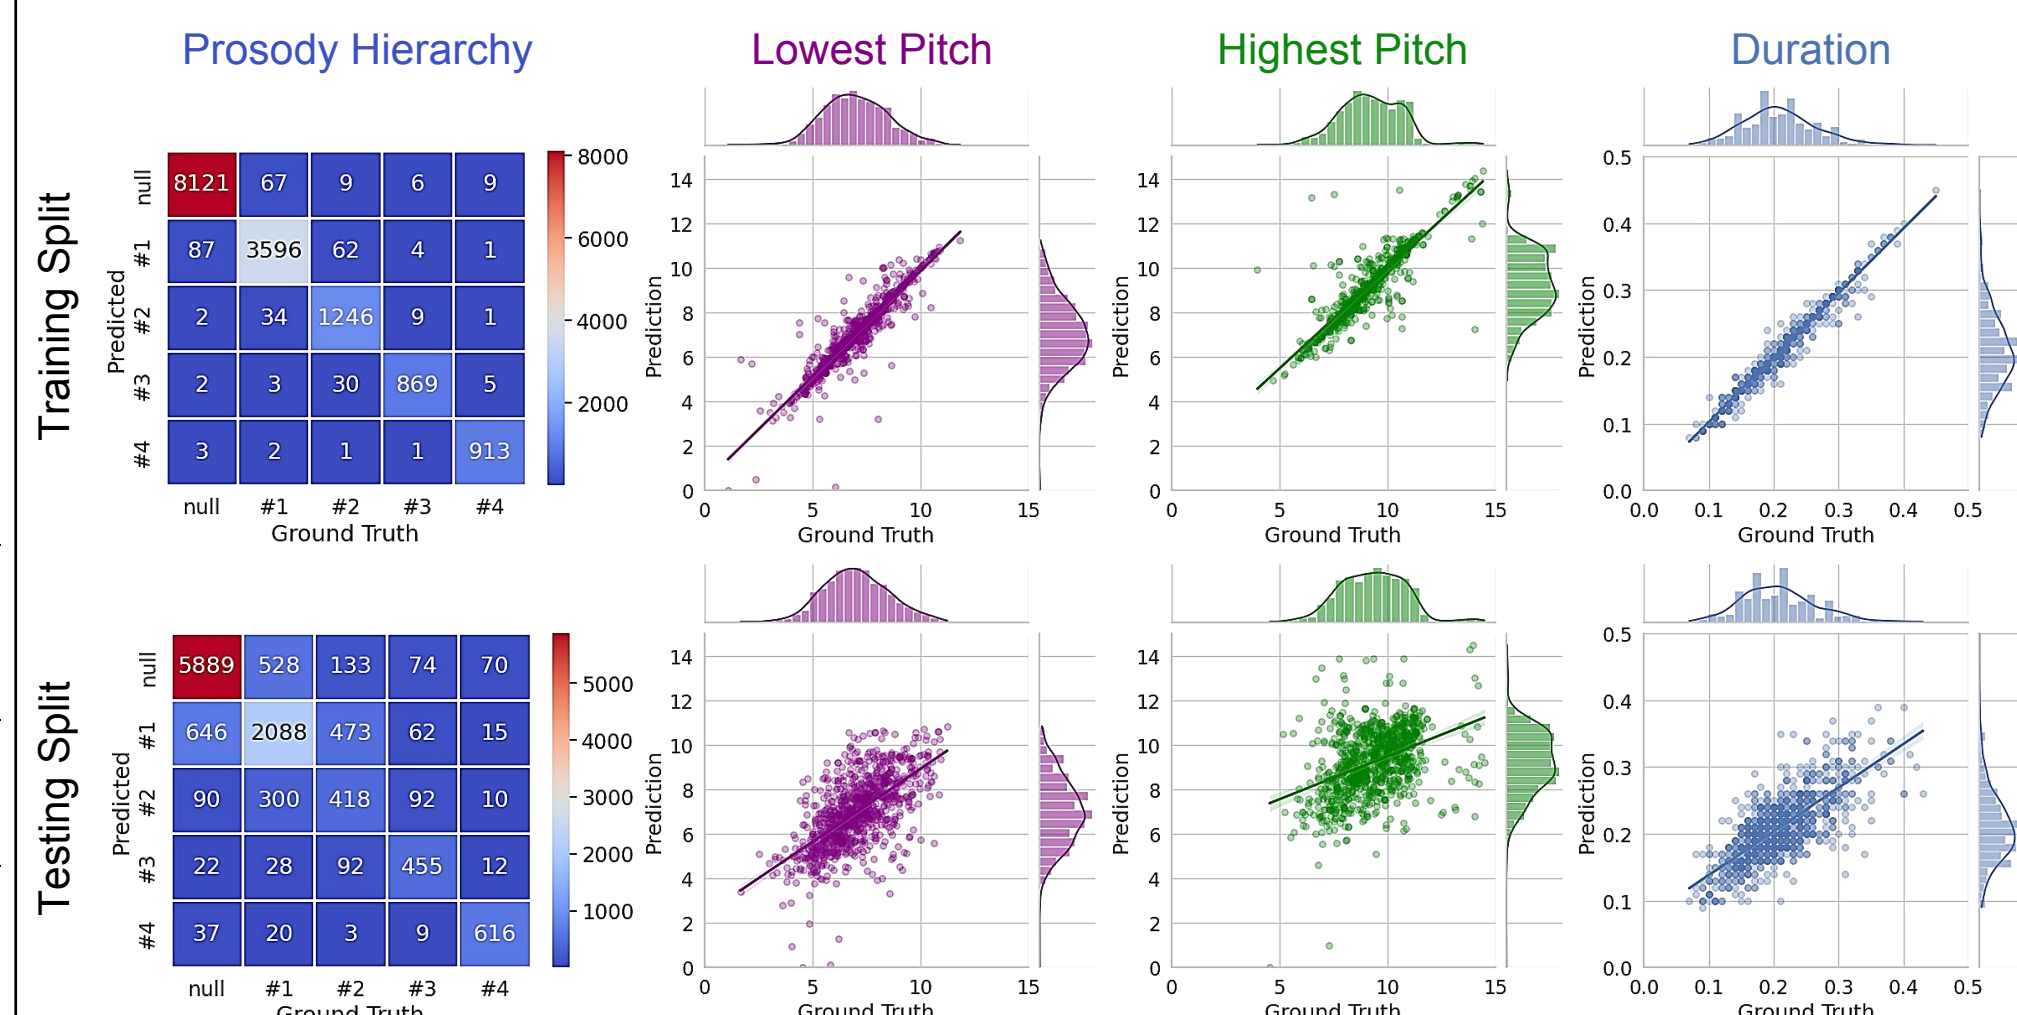 Prosody Hierarchy
Lowest Pitch
Highest Pitch
Duration
Training Split
Predicted
null
8121 67 9 6 9
#1
87 3596 62 4 1
#2
2 34 1246 9 1
#3
2 3 30 869 5
#4
3 2 1 1 913
null #1 #2 #3 #4
Ground Truth
8000
6000
4000
2000
Prediction
14
12
10
8
6
4
2
0
0 5 10 15
Ground Truth
Prediction
14
12
10
8
6
4
2
0
0 5 10 15
Ground Truth
Prediction
0.5
0.4
0.3
0.2
0.1
0.0
0.0 0.1 0.2 0.3 0.4 0.5
Ground Truth
Testing Split
Predicted
null
5889 528 133 74 70
#1
646 2088 473 62 15
#2
90 300 418 92 10
#3
22 28 92 455 12
#4
37 20 3 9 616
null #1 #2 #3 #4
Ground Truth
5000
4000
3000
2000
1000
Prediction
14
12
10
8
6
4
2
0
0 5 10 15
Ground Truth
Prediction
14
12
10
8
6
4
2
0
0 5 10 15
Ground Truth
Prediction
0.5
0.4
0.3
0.2
0.1
0.0
0.0 0.1 0.2 0.3 0.4 0.5
Ground Truth